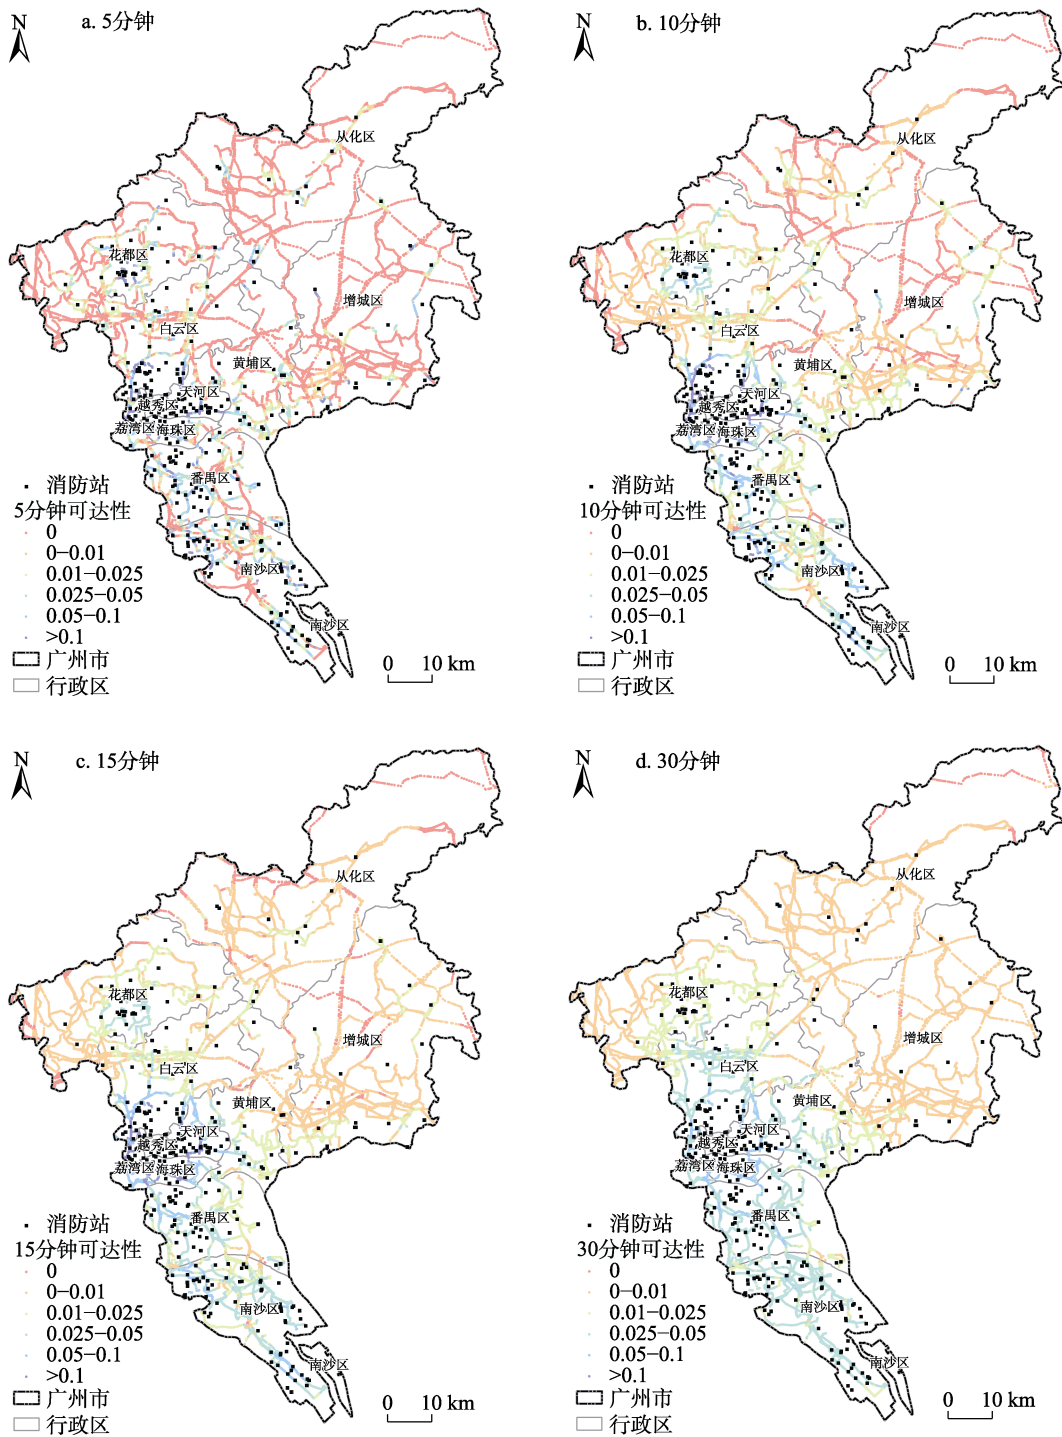 N
a. 5分钟
从化区
花都区
增城区
白云区
黄埔区
天河区
越秀区
荔湾区
海珠区
番禺区
南沙区
南沙区
消防站
5分钟可达性
0
0−0.01
0.01−0.025
0.025−0.05
0.05−0.1
>0.1
广州市
行政区
0 10 km
N
b. 10分钟
从化区
花都区
增城区
白云区
黄埔区
天河区
越秀区
荔湾区
海珠区
番禺区
南沙区
南沙区
消防站
10分钟可达性
0
0−0.01
0.01−0.025
0.025−0.05
0.05−0.1
>0.1
广州市
行政区
0 10 km
N
c. 15分钟
从化区
花都区
增城区
白云区
黄埔区
天河区
越秀区
荔湾区
海珠区
番禺区
南沙区
南沙区
消防站
15分钟可达性
0
0−0.01
0.01−0.025
0.025−0.05
0.05−0.1
>0.1
广州市
行政区
0 10 km
N
d. 30分钟
从化区
花都区
增城区
白云区
黄埔区
天河区
越秀区
荔湾区
海珠区
番禺区
南沙区
南沙区
消防站
30分钟可达性
0
0−0.01
0.01−0.025
0.025−0.05
0.05−0.1
>0.1
广州市
行政区
0 10 km